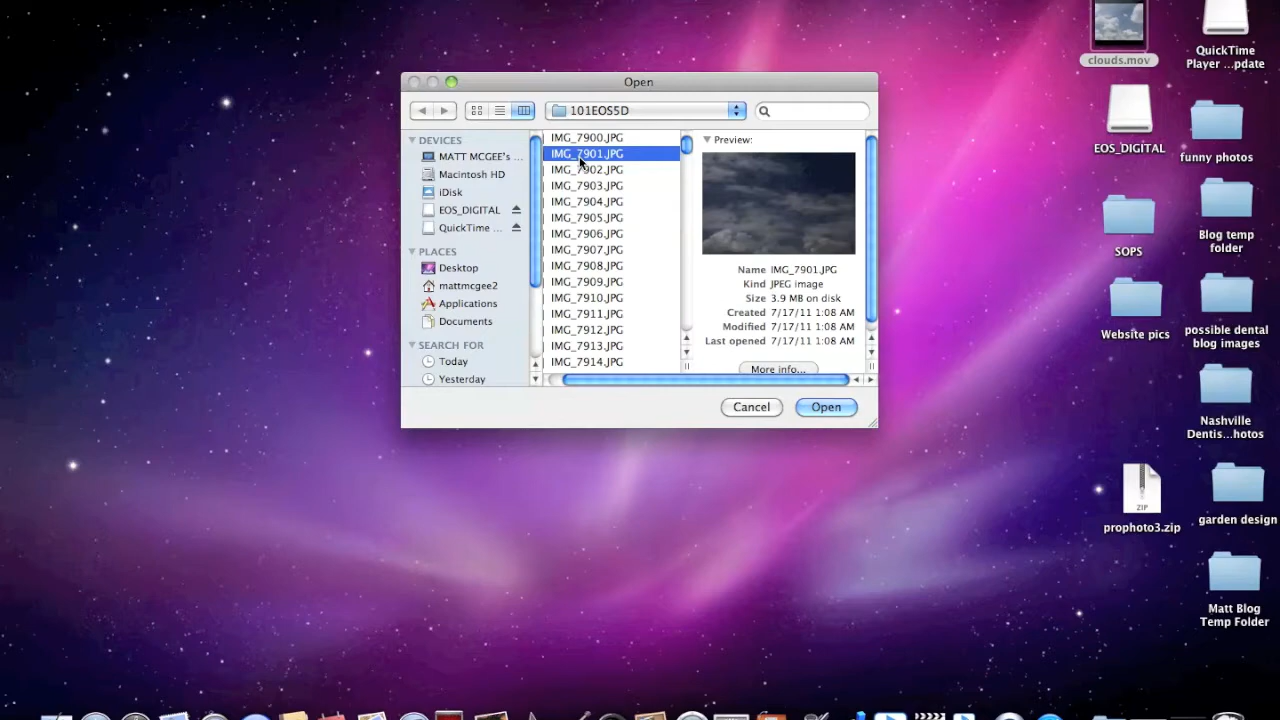 Open
101EOS5D
DEVICES
MATT MCGEE's ...
Macintosh HD
iDisk
EOS_DIGITAL
QuickTime ...
PLACES
Desktop
mattmcgee2
Applications
Documents
SEARCH FOR
Today
Yesterday
IMG_7900.JPG
IMG_7901.JPG
IMG_7902.JPG
IMG_7903.JPG
IMG_7904.JPG
IMG_7905.JPG
IMG_7906.JPG
IMG_7907.JPG
IMG_7908.JPG
IMG_7909.JPG
IMG_7910.JPG
IMG_7911.JPG
IMG_7912.JPG
IMG_7913.JPG
IMG_7914.JPG
Preview:
Name IMG_7901.JPG
Kind JPEG image
Size 3.9 MB on disk
Created 7/17/11 1:08 AM
Modified 7/17/11 1:08 AM
Last opened 7/17/11 1:08 AM
More info...
Cancel
Open
clouds.mov
QuickTime
Player ...pdate
EOS_DIGITAL
funny photos
SOPS
Blog temp
folder
Website pics
possible dental
blog images
Nashville
Dentis...hotos
ZIP
prophoto3.zip
garden design
Matt Blog
Temp Folder